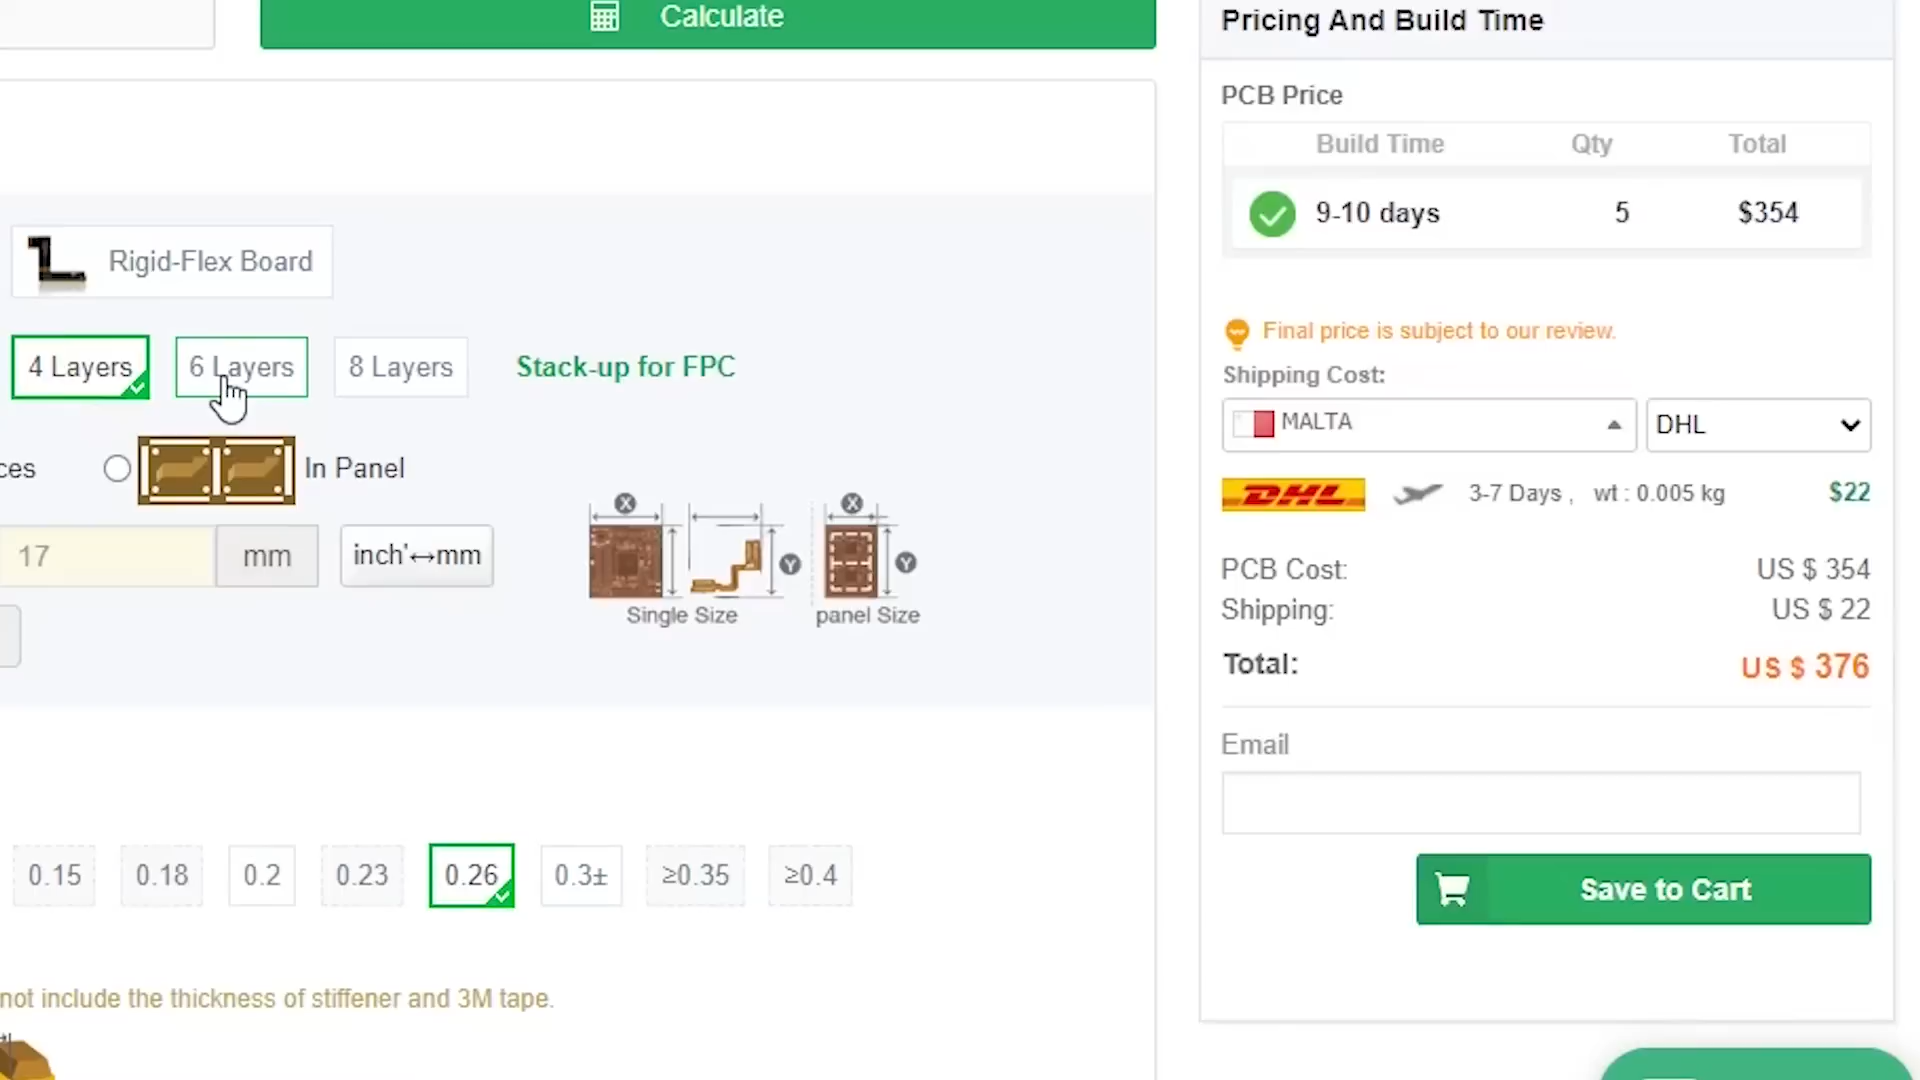 Calculate
Rigid-Flex Board
4 Layers
6 Layers
8 Layers
Stack-up for FPC
ces
In Panel
17
mm
inch'↔mm
X
X
Y
Y
Single Size
panel Size
0.15
0.18
0.2
0.23
0.26
0.3±
≥0.35
≥0.4
not include the thickness of stiffener and 3M tape.
Pricing And Build Time
PCB Price
Build Time
Qty
Total
9-10 days
5
$354
Final price is subject to our review.
Shipping Cost:
MALTA
DHL
DHL
3-7 Days , wt : 0.005 kg
$22
PCB Cost:
US $ 354
Shipping:
US $ 22
Total:
US $ 376
Email
Save to Cart